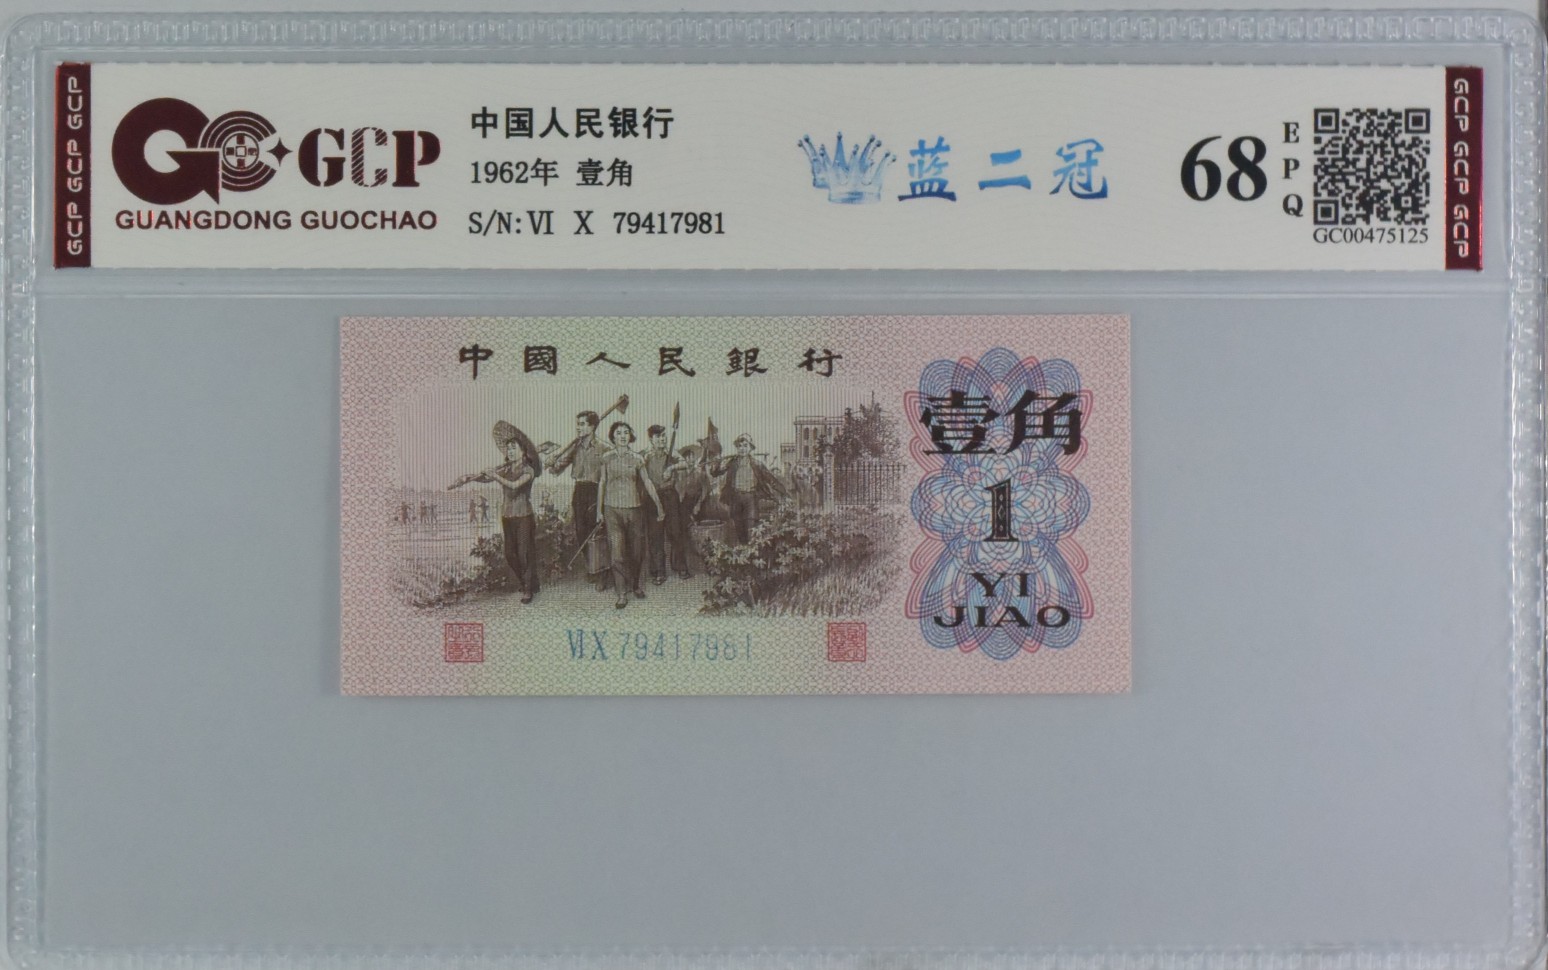 GCP GCP GCP
GCP
GUANGDONG GUOCHAO
中国人民银行
1962年 壹角
S/N:Ⅵ X 79417981
蓝二冠
68
EPQ
GC00475125
GCP GCP GCP
中國人民銀行
壹角
1
YI
JIAO
ⅥX 79417981